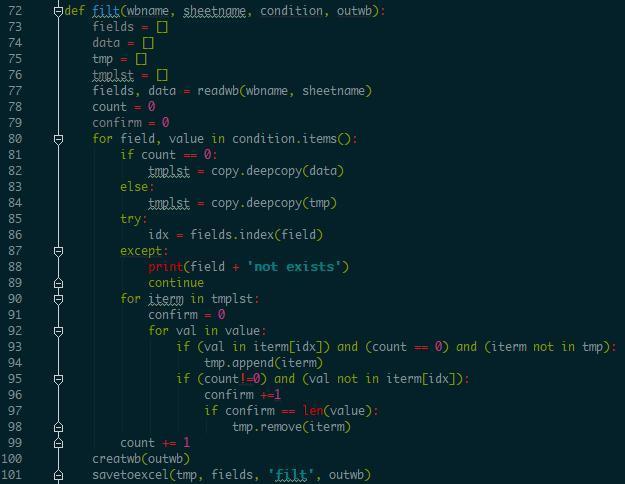 72 def filt(wbname, sheetname, condition, outwb):
73     fields = []
74     data = []
75     tmp = []
76     tmplst = []
77     fields, data = readwb(wbname, sheetname)
78     count = 0
79     confirm = 0
80     for field, value in condition.items():
81         if count == 0:
82             tmplst = copy.deepcopy(data)
83         else:
84             tmplst = copy.deepcopy(tmp)
85         try:
86             idx = fields.index(field)
87         except:
88             print(field + 'not exists')
89             continue
90         for iterm in tmplst:
91             confirm = 0
92             for val in value:
93                 if (val in iterm[idx]) and (count == 0) and (iterm not in tmp):
94                     tmp.append(iterm)
95                 if (count!=0) and (val not in iterm[idx]):
96                     confirm +=1
97                     if confirm == len(value):
98                         tmp.remove(iterm)
99         count += 1
100     creatwb(outwb)
101     savetoexcel(tmp, fields, 'filt', outwb)